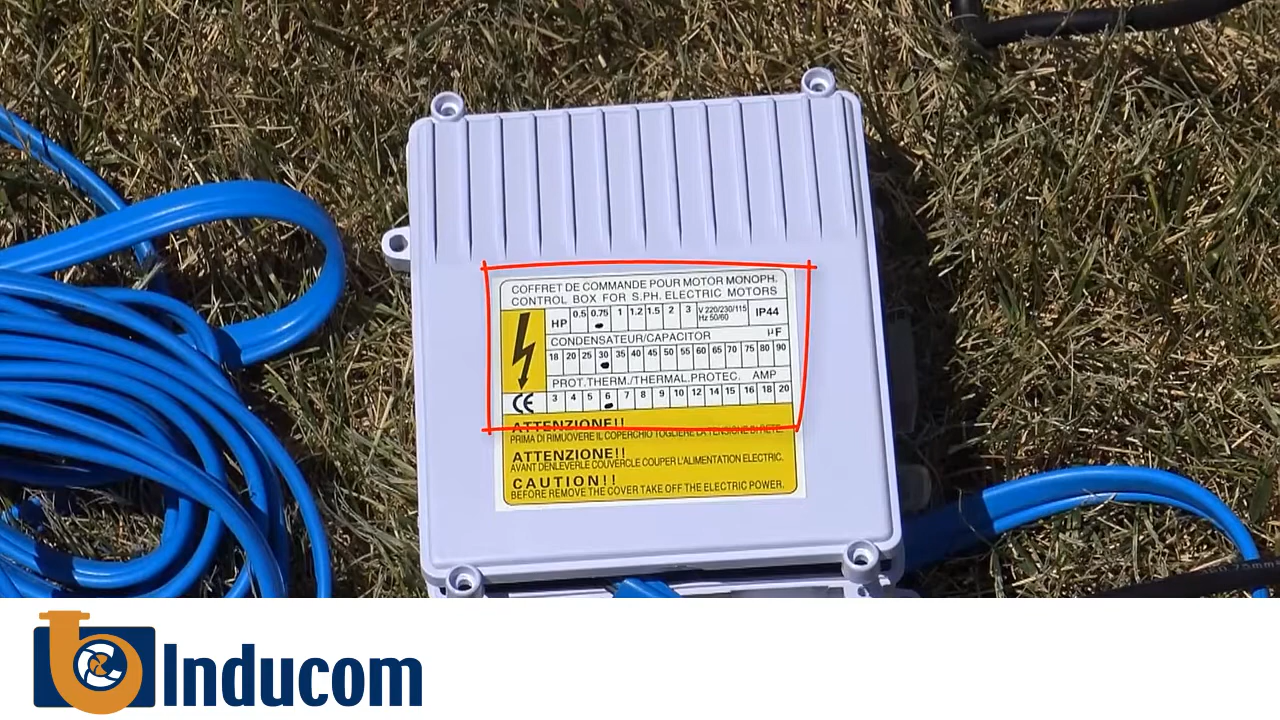 COFFRET DE COMMANDE POUR MOTOR MONOPH.
CONTROL BOX FOR S.PH. ELECTRIC MOTORS
HP 0.5 0.75 1 1.2 1.5 2 3 V 220/230/115 Hz 50/60 IP44
CONDENSATEUR/CAPACITOR µF
18 20 25 30 35 40 45 50 55 60 65 70 75 80 90
PROT.THERM./THERMAL.PROTEC. AMP
CE 3 4 5 6 7 8 9 10 12 14 15 16 18 20
ATTENZIONE!!
PRIMA DI RIMUOVERE IL COPERCHIO TOGLIERE LA TENSIONE DI RETE.
ATTENZIONE!!
AVANT DENLEVERLE COUVERCLE COUPER L'ALIMENTATION ELECTRIC.
CAUTION!!
BEFORE REMOVE THE COVER TAKE OFF THE ELECTRIC POWER.
Inducom